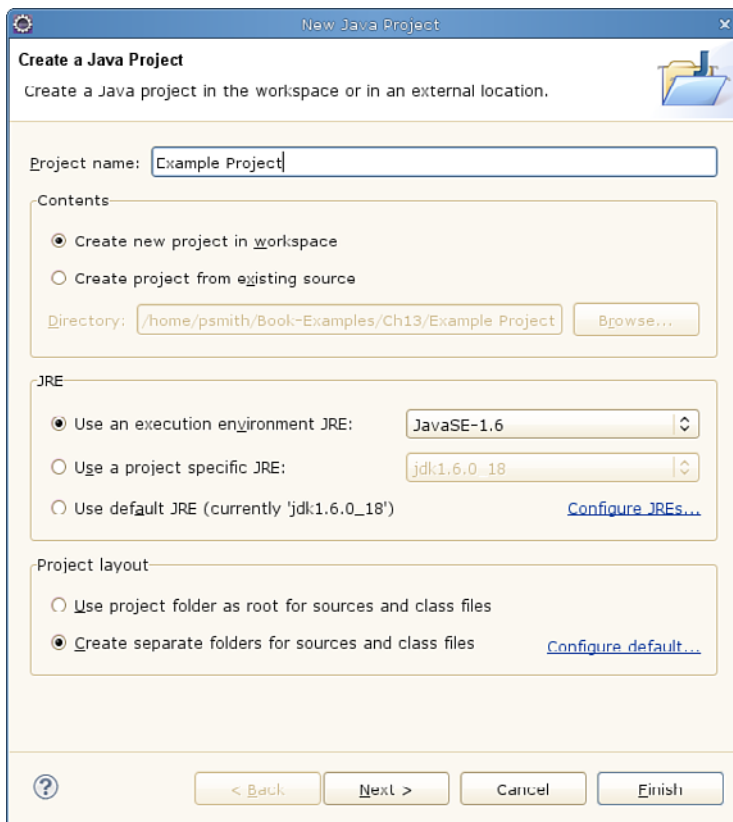 New Java Project
Create a Java Project
Create a Java project in the workspace or in an external location.
Project name: Example Project
Contents
Create new project in workspace
Create project from existing source
Directory: /home/psmith/Book-Examples/Ch13/Example Project Browse...
JRE
Use an execution environment JRE: JavaSE-1.6
Use a project specific JRE: jdk1.6.0_18
Use default JRE (currently 'jdk1.6.0_18') Configure JREs...
Project layout
Use project folder as root for sources and class files
Create separate folders for sources and class files Configure default...
? < Back Next > Cancel Finish